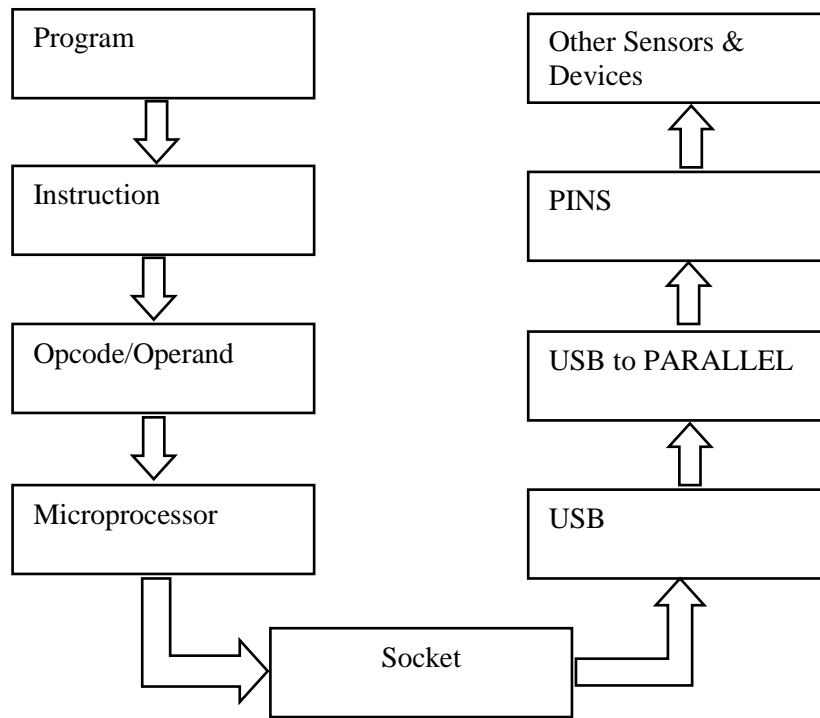 Program
Other Sensors &
Devices
Instruction
PINS
Opcode/Operand
USB to PARALLEL
Microprocessor
USB
Socket